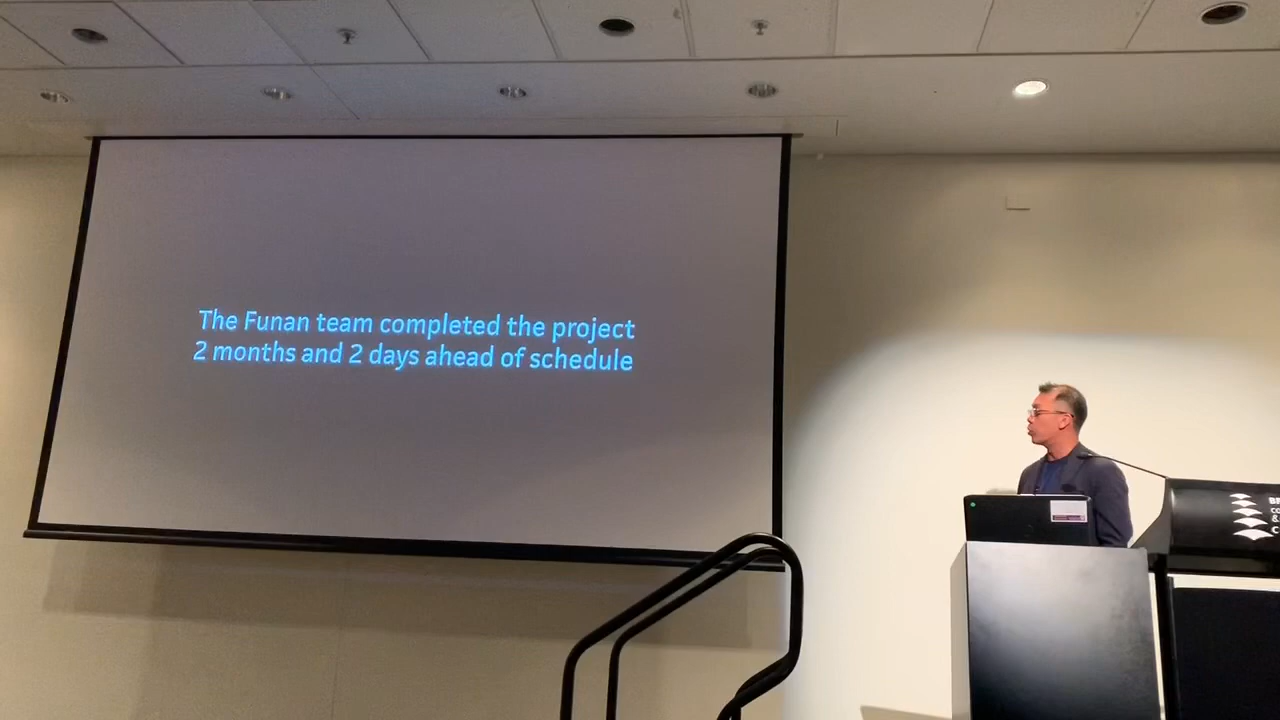 The Funan team completed the project
2 months and 2 days ahead of schedule